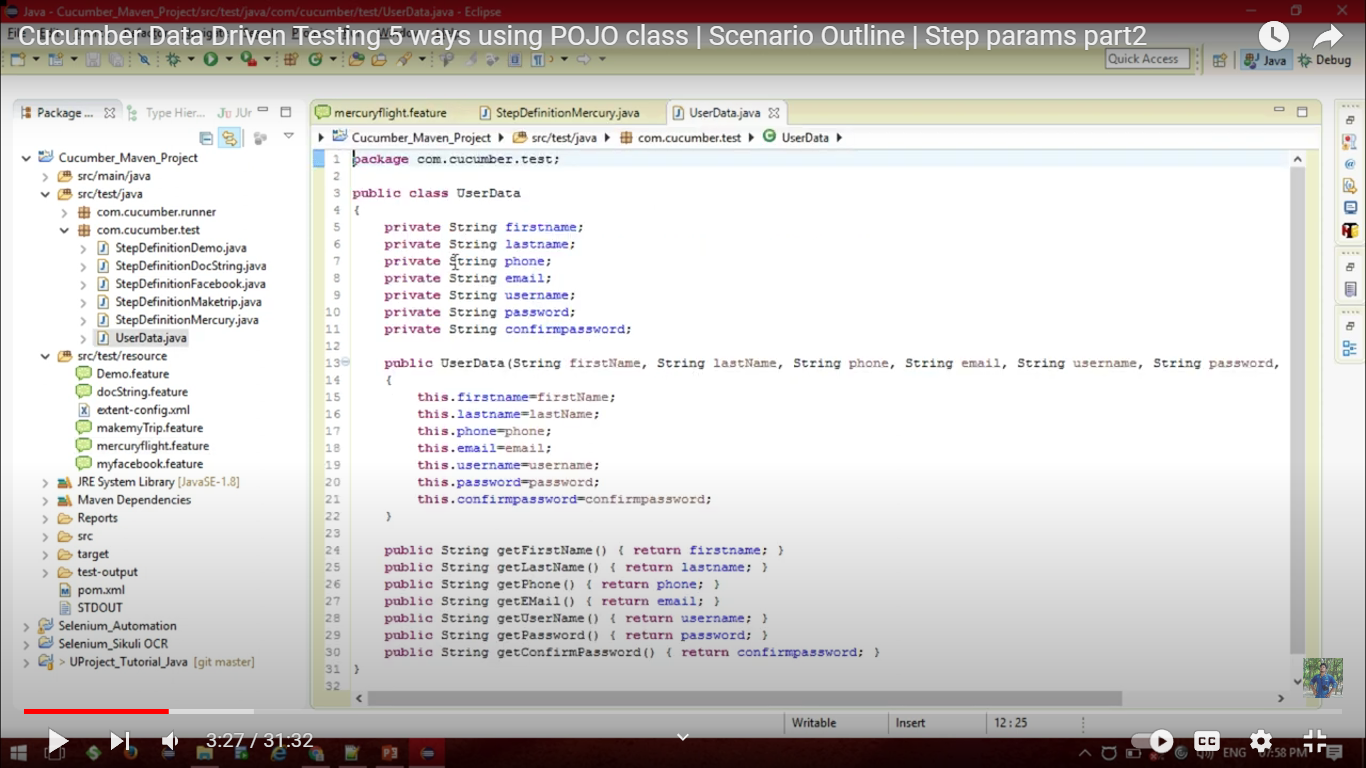 Java - Cucumber_Maven_Project/src/test/java/com/cucumber/test/UserData.java - Eclipse
Cucumber Data Driven Testing 5 ways using POJO class | Scenario Outline | Step params part2
Quick Access
Java
Debug
Package ...
Type Hier...
JUr
mercuryflight.feature
StepDefinitionMercury.java
UserData.java
Cucumber_Maven_Project
src/test/java
com.cucumber.test
UserData
Cucumber_Maven_Project
src/main/java
src/test/java
com.cucumber.runner
com.cucumber.test
StepDefinitionDemo.java
StepDefinitionDocString.java
StepDefinitionFacebook.java
StepDefinitionMaketrip.java
StepDefinitionMercury.java
UserData.java
src/test/resource
Demo.feature
docString.feature
extent-config.xml
makemyTrip.feature
mercuryflight.feature
myfacebook.feature
JRE System Library [JavaSE-1.8]
Maven Dependencies
Reports
src
target
test-output
pom.xml
STDOUT
Selenium_Automation
Selenium_Sikuli OCR
> UProject_Tutorial_Java [git master]
1 package com.cucumber.test;
2
3 public class UserData
4 {
5 private String firstname;
6 private String lastname;
7 private String phone;
8 private String email;
9 private String username;
10 private String password;
11 private String confirmpassword;
12
13 public UserData(String firstName, String lastName, String phone, String email, String username, String password,
14 {
15 this.firstname=firstName;
16 this.lastname=lastName;
17 this.phone=phone;
18 this.email=email;
19 this.username=username;
20 this.password=password;
21 this.confirmpassword=confirmpassword;
22 }
23
24 public String getFirstName() { return firstname; }
25 public String getLastName() { return lastname; }
26 public String getPhone() { return phone; }
27 public String getEMail() { return email; }
28 public String getUserName() { return username; }
29 public String getPassword() { return password; }
30 public String getConfirmPassword() { return confirmpassword; }
31 }
32
Writable
Insert
12 : 25
3:27 / 31:32
CC
ENG
07:58 PM